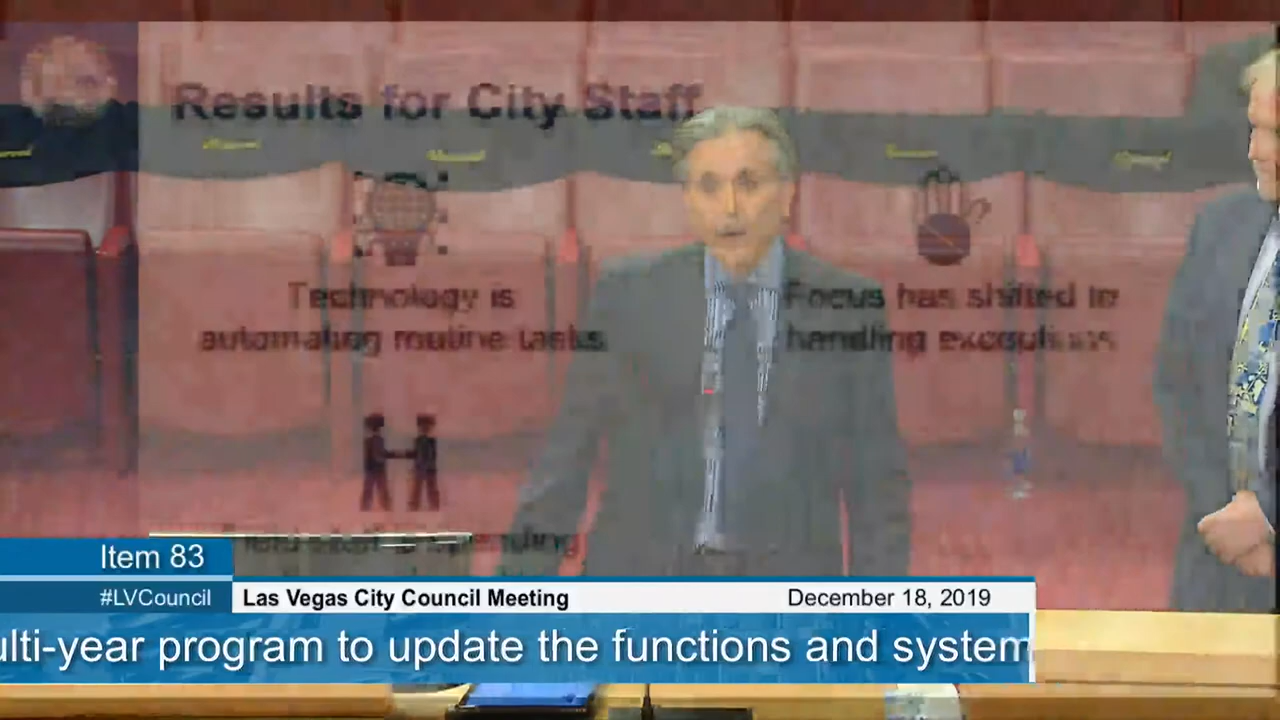 Results for City Staff
Technology is
automating routine tasks
Focus has shifted to
handling exceptions
spending
Item 83
#LVCouncil
Las Vegas City Council Meeting
December 18, 2019
ulti-year program to update the functions and system